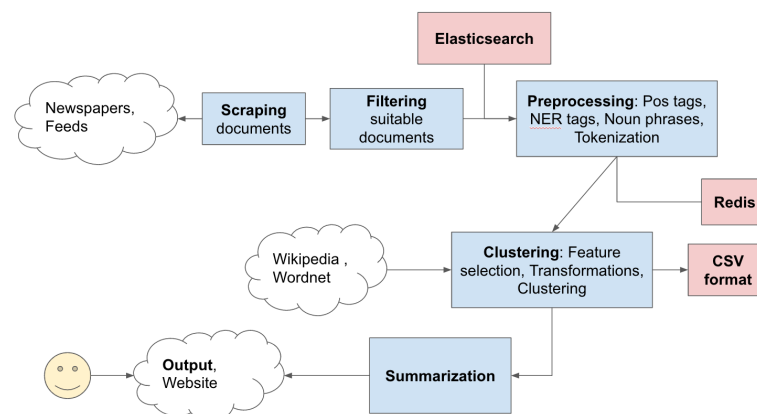 Elasticsearch
Newspapers,
Feeds
Scraping
documents
Filtering
suitable
documents
Preprocessing: Pos tags,
NER tags, Noun phrases,
Tokenization
Redis
Wikipedia ,
Wordnet
Clustering: Feature
selection, Transformations,
Clustering
CSV
format
Output,
Website
Summarization